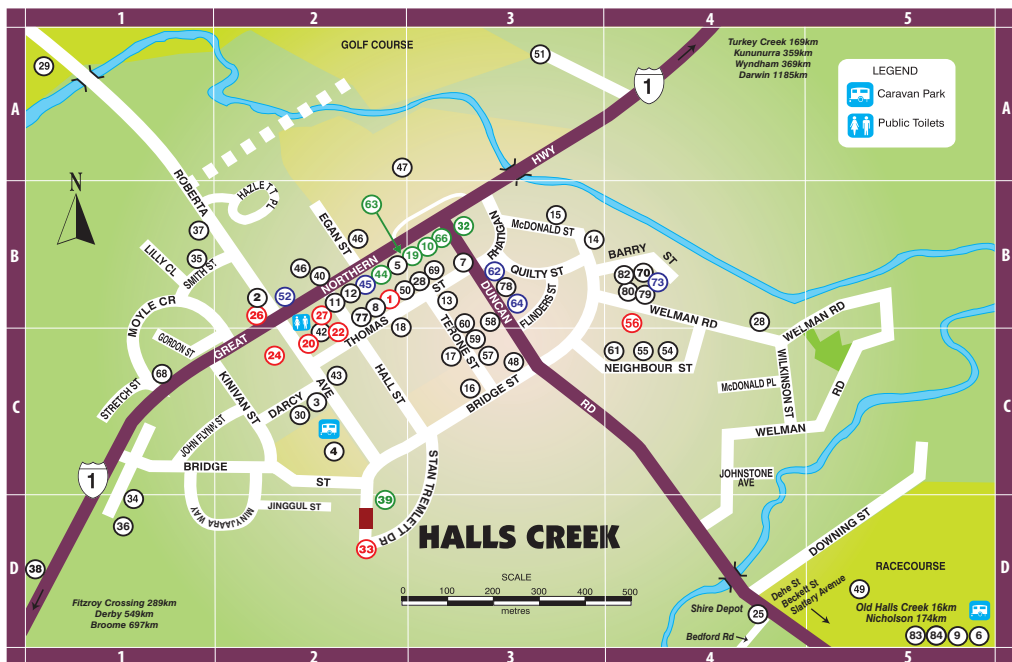 1 2 3 4 5
A
B
C
D
A
B
C
D
1 2 3 4 5
GOLF COURSE
Turkey Creek 169km
Kununurra 359km
Wyndham 369km
Darwin 1185km
LEGEND
Caravan Park
Public Toilets
29
51
1
47
HWY
N
ROBERTA
HAZLETT PL
EGAN ST
63
46
37
35
LILLY CL
SMITH ST
32
66
10
19
5
44
45
NORTHERN
46
40
12
11
2
52
26
27
42
22
20
24
77
8
1
50
28
69
ST
7
13
18
THOMAS
RHATIGAN
McDONALD ST
15
14
QUILTY ST
62
78
64
FLINDERS ST
DUNCAN
BARRY
ST
82
70
73
80
79
56
WELMAN RD
28
WELMAN RD
MOYLE CR
GORDON ST
GREAT
68
STRETCH ST
KINIVAN ST
DARCY
AVE
43
3
30
4
JOHN FLYNN ST
HALL ST
TERONE ST
60
58
59
57
17
16
48
BRIDGE ST
61
55
54
NEIGHBOUR ST
McDONALD PL
WILKINSON ST
RD
WELMAN
RD
JOHNSTONE
AVE
BRIDGE
ST
1
34
36
MINYJAARA WAY
JINGGUL ST
39
33
STAN TREMLETT DR
HALLS CREEK
SCALE
0 100 200 300 400 500
metres
38
Fitzroy Crossing 289km
Derby 549km
Broome 697km
DOWNING ST
RACECOURSE
Dehe St
Beckett St
Slattery Avenue
49
Shire Depot
25
Bedford Rd
Old Halls Creek 16km
Nicholson 174km
83 84 9 6